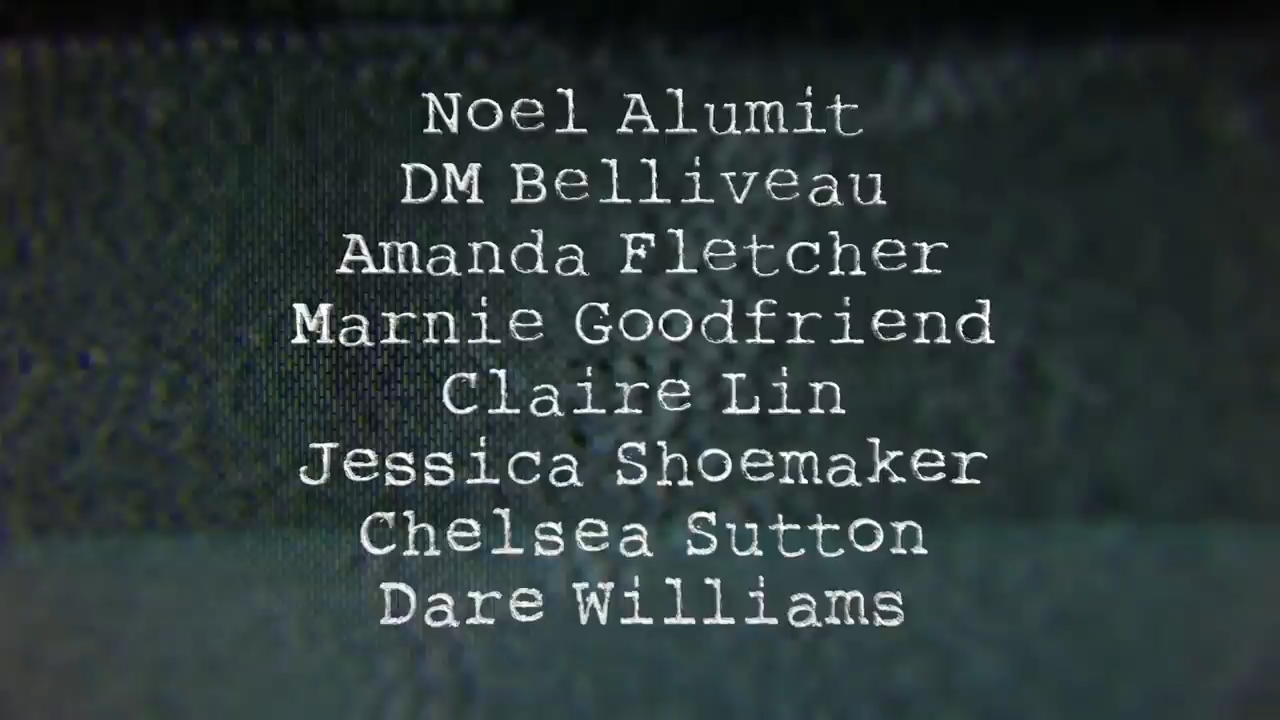 Noel Alumit
DM Belliveau
Amanda Fletcher
Marnie Goodfriend
Claire Lin
Jessica Shoemaker
Chelsea Sutton
Dare Williams